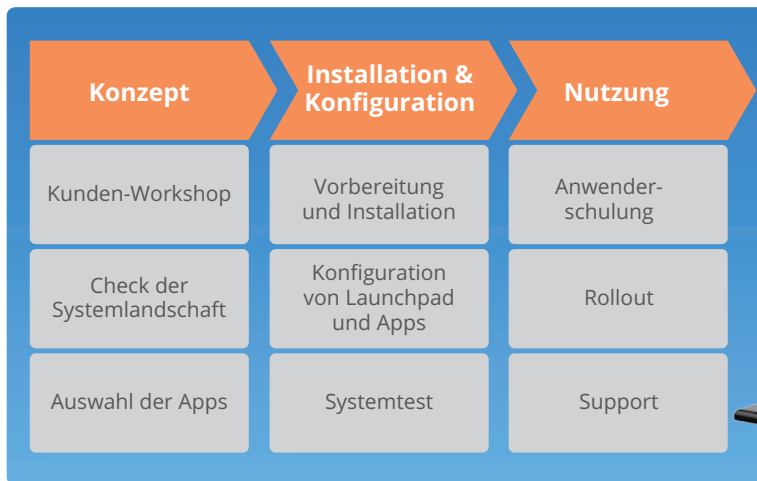 Konzept
Installation &
Konfiguration
Nutzung
Kunden-Workshop
Vorbereitung
und Installation
Anwender-
schulung
Check der
Systemlandschaft
Konfiguration
von Launchpad
und Apps
Rollout
Auswahl der Apps
Systemtest
Support